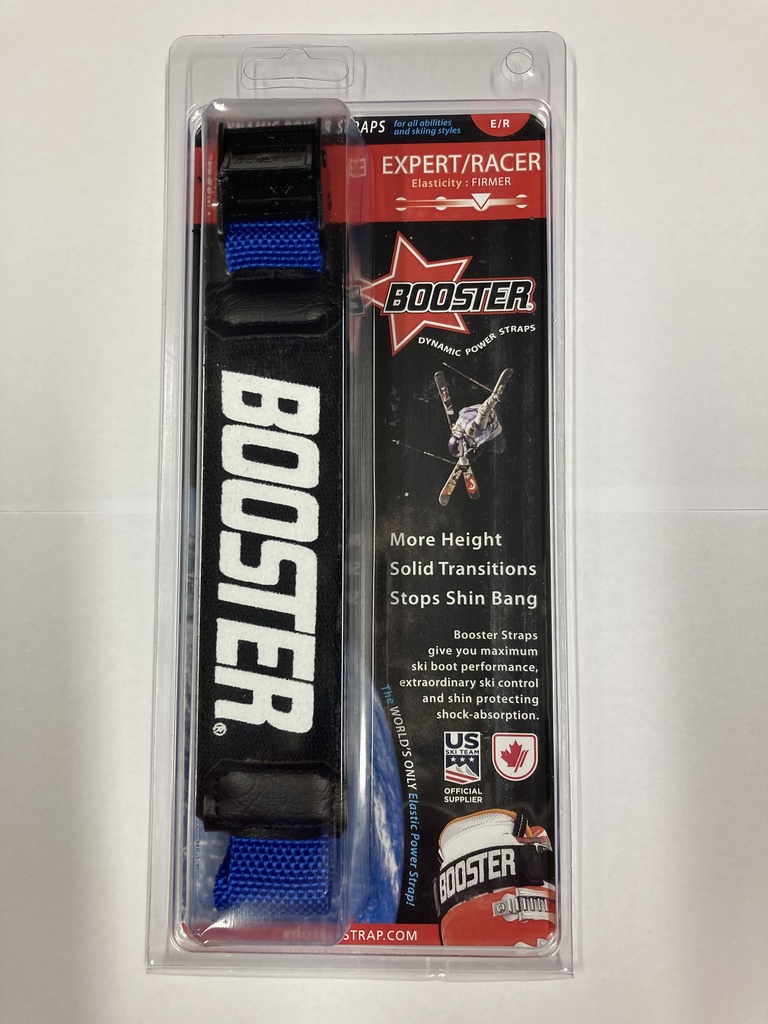 STRAPS
for all abilities
and skiing styles
E/R
EXPERT/RACER
Elasticity : FIRMER
BOOSTER
DYNAMIC POWER STRAPS
BOOSTER®
More Height
Solid Transitions
Stops Shin Bang
Booster Straps
give you maximum
ski boot performance,
extraordinary ski control
and shin protecting
shock-absorption.
The WORLD'S ONLY Elastic Power Strap!
US
SKI TEAM
OFFICIAL
SUPPLIER
BOOSTER
STRAP.COM